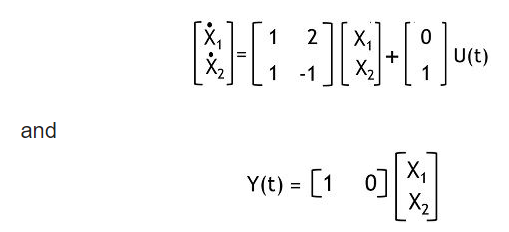 [Ẋ₁ Ẋ₂] = [1 2 1 -1] [X₁ X₂] + [0 1] U(t)
and
Y(t) = [1 0] [X₁ X₂]